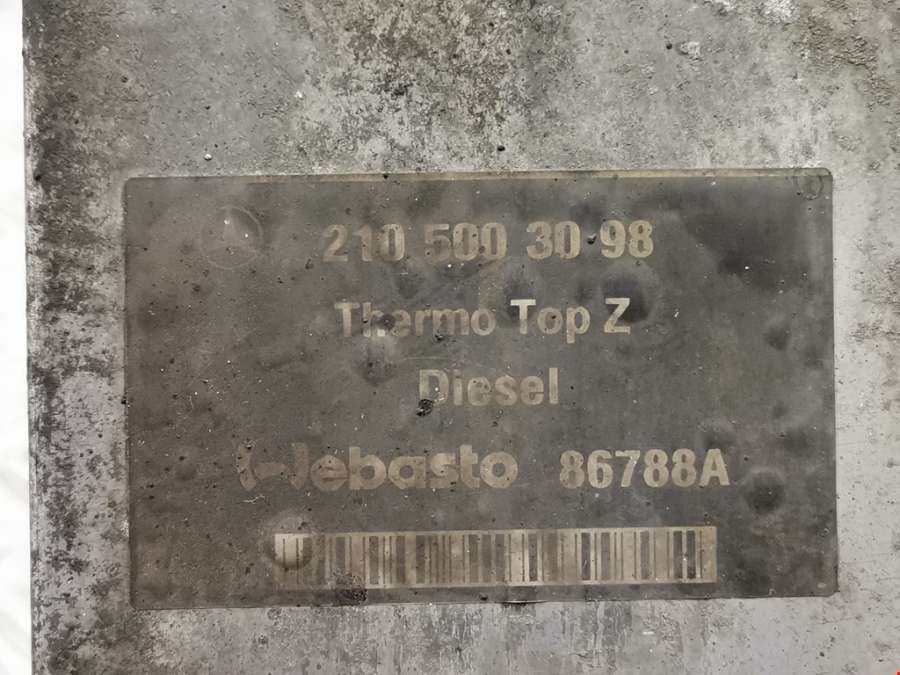 210 500 30 98
Thermo Top Z
Diesel
Webasto 86788A